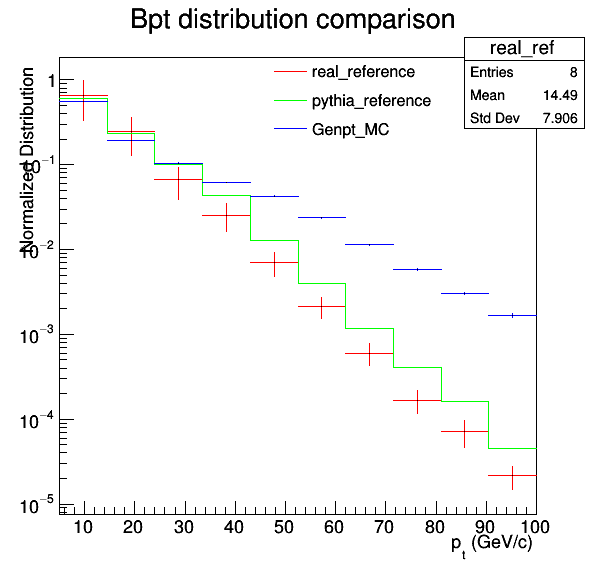 Bpt distribution comparison
real_ref
Entries 8
Mean 14.49
Std Dev 7.906
real_reference
pythia_reference
Genpt_MC
Normalized Distribution
1
10−1
10−2
10−3
10−4
10−5
10 20 30 40 50 60 70 80 90 100
pt (GeV/c)